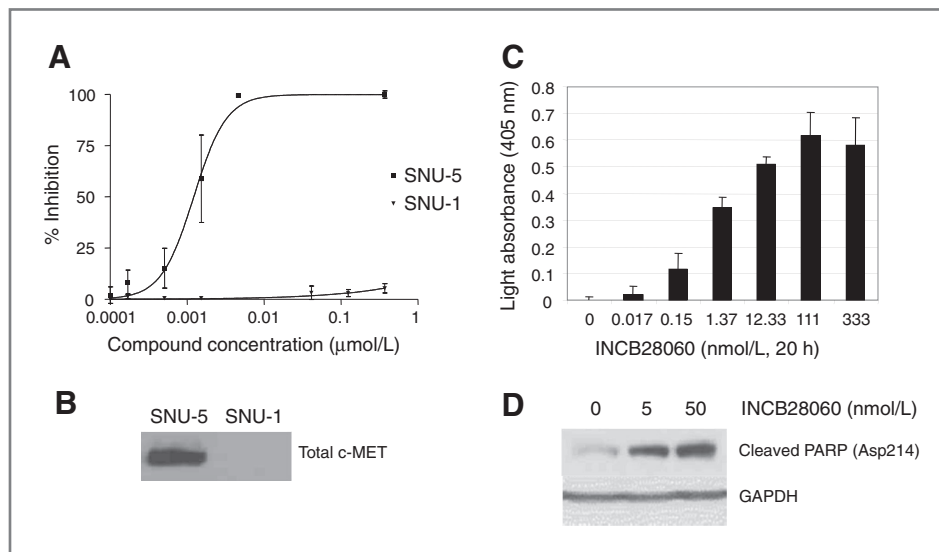 A
100
75
50
25
0
% Inhibition
0.0001 0.001 0.01 0.1 1
Compound concentration (μmol/L)
SNU-5
SNU-1
B
SNU-5 SNU-1
Total c-MET
C
0.8
0.7
0.6
0.5
0.4
0.3
0.2
0.1
0
Light absorbance (405 nm)
0 0.017 0.15 1.37 12.33 111 333
INCB28060 (nmol/L, 20 h)
D
0 5 50 INCB28060 (nmol/L)
Cleaved PARP (Asp214)
GAPDH